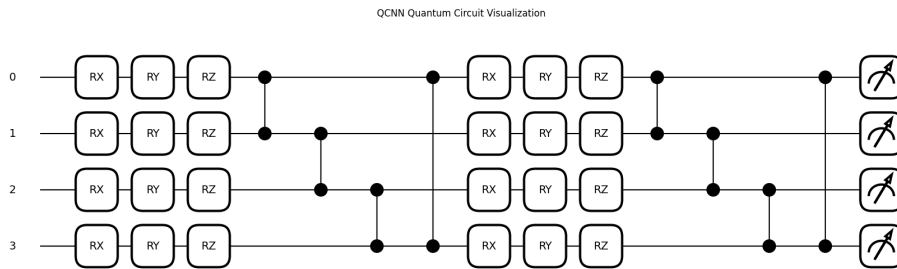 QCNN Quantum Circuit Visualization
0 RX RY RZ RX RY RZ
1 RX RY RZ RX RY RZ
2 RX RY RZ RX RY RZ
3 RX RY RZ RX RY RZ